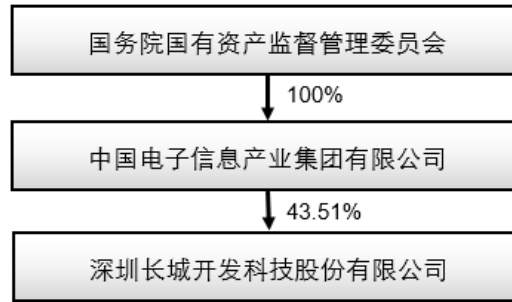 国务院国有资产监督管理委员会
100%
中国电子信息产业集团有限公司
43.51%
深圳长城开发科技股份有限公司